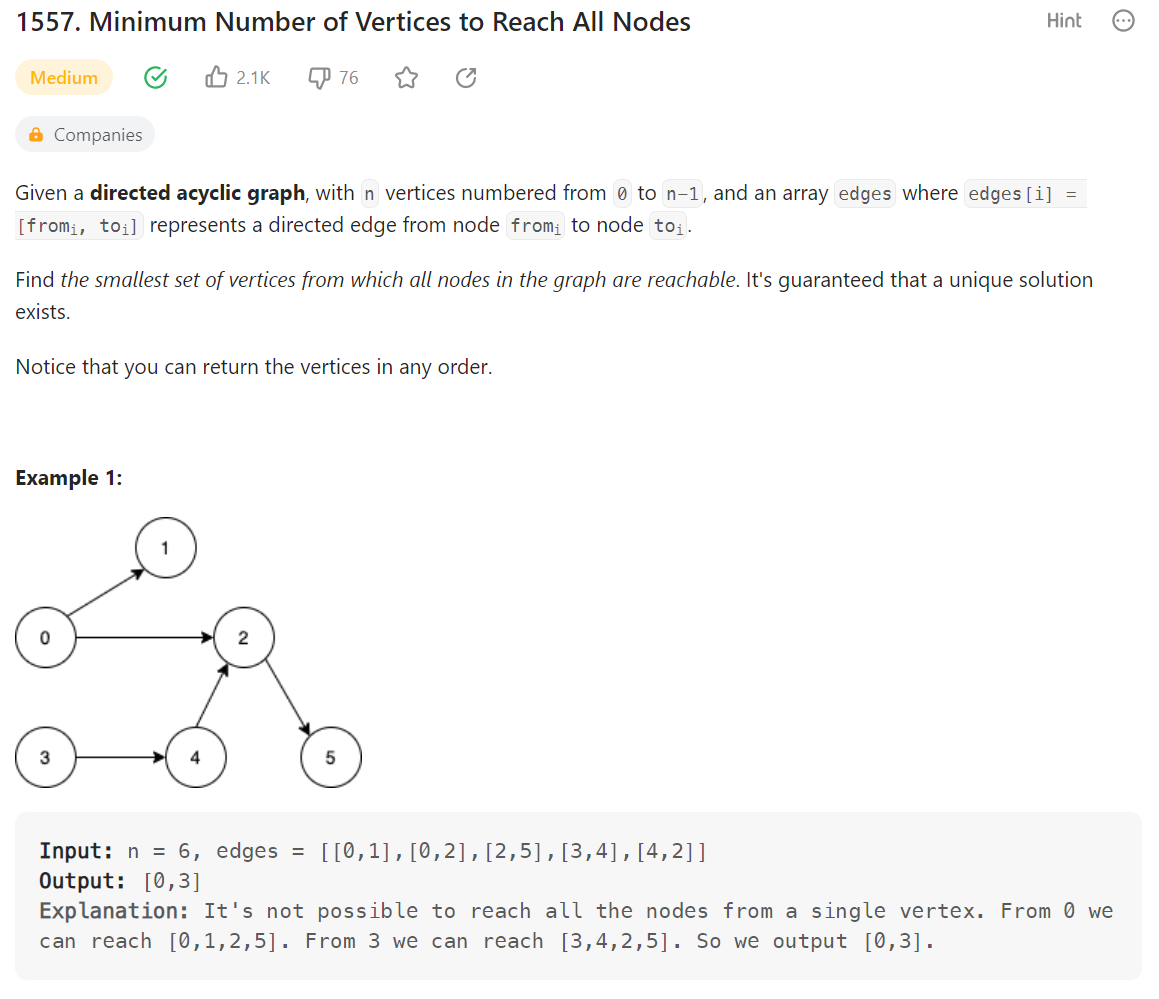 1557. Minimum Number of Vertices to Reach All Nodes
Hint
Medium
2.1K
76
Companies
Given a directed acyclic graph, with n vertices numbered from 0 to n-1, and an array edges where edges[i] =
[fromᵢ, toᵢ] represents a directed edge from node fromᵢ to node toᵢ.
Find the smallest set of vertices from which all nodes in the graph are reachable. It's guaranteed that a unique solution
exists.
Notice that you can return the vertices in any order.
Example 1:
1
0
2
3
4
5
Input: n = 6, edges = [[0,1],[0,2],[2,5],[3,4],[4,2]]
Output: [0,3]
Explanation: It's not possible to reach all the nodes from a single vertex. From 0 we
can reach [0,1,2,5]. From 3 we can reach [3,4,2,5]. So we output [0,3].